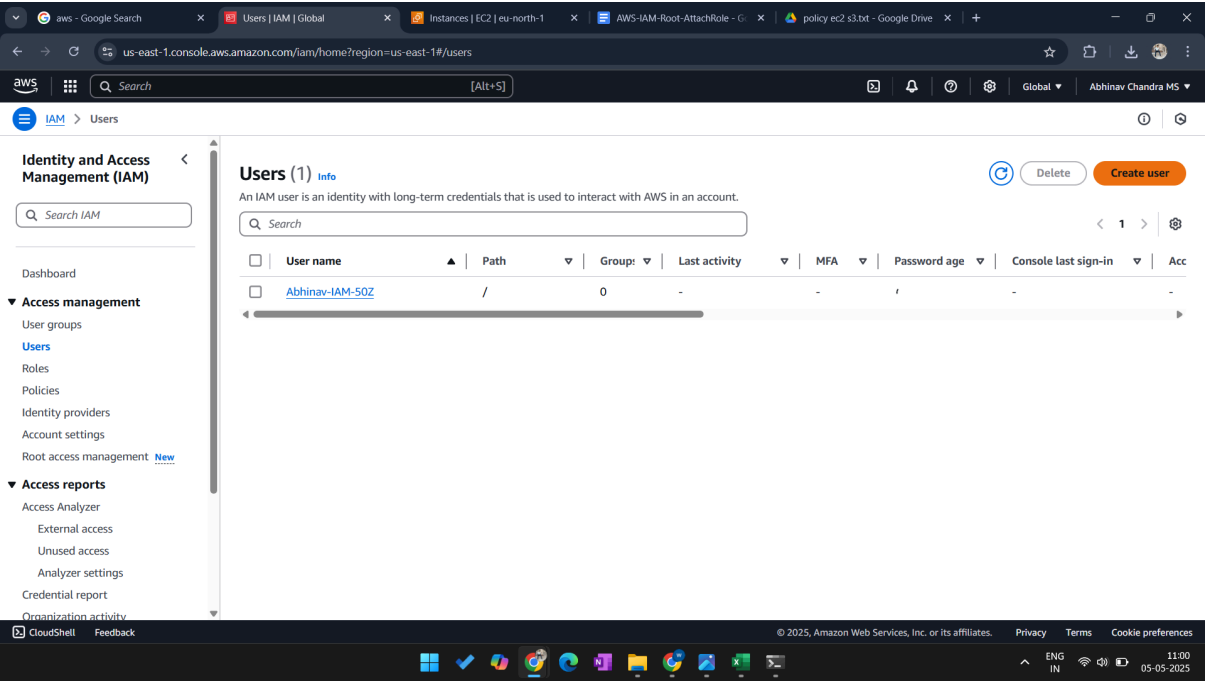 aws - Google Search
Users | IAM | Global
Instances | EC2 | eu-north-1
AWS-IAM-Root-AttachRole - Go
policy ec2 s3.txt - Google Drive
us-east-1.console.aws.amazon.com/iam/home?region=us-east-1#/users
aws
Search
[Alt+S]
Global
Abhinav Chandra MS
IAM > Users
Identity and Access Management (IAM)
Search IAM
Dashboard
Access management
User groups
Users
Roles
Policies
Identity providers
Account settings
Root access management New
Access reports
Access Analyzer
External access
Unused access
Analyzer settings
Credential report
Organization activity
Users (1) Info
Delete
Create user
An IAM user is an identity with long-term credentials that is used to interact with AWS in an account.
Search
1
User name Path Groups Last activity MFA Password age Console last sign-in Acc
Abhinav-IAM-50Z / 0 - - - -
CloudShell Feedback
© 2025, Amazon Web Services, Inc. or its affiliates. Privacy Terms Cookie preferences
ENG
IN
11:00
05-05-2025